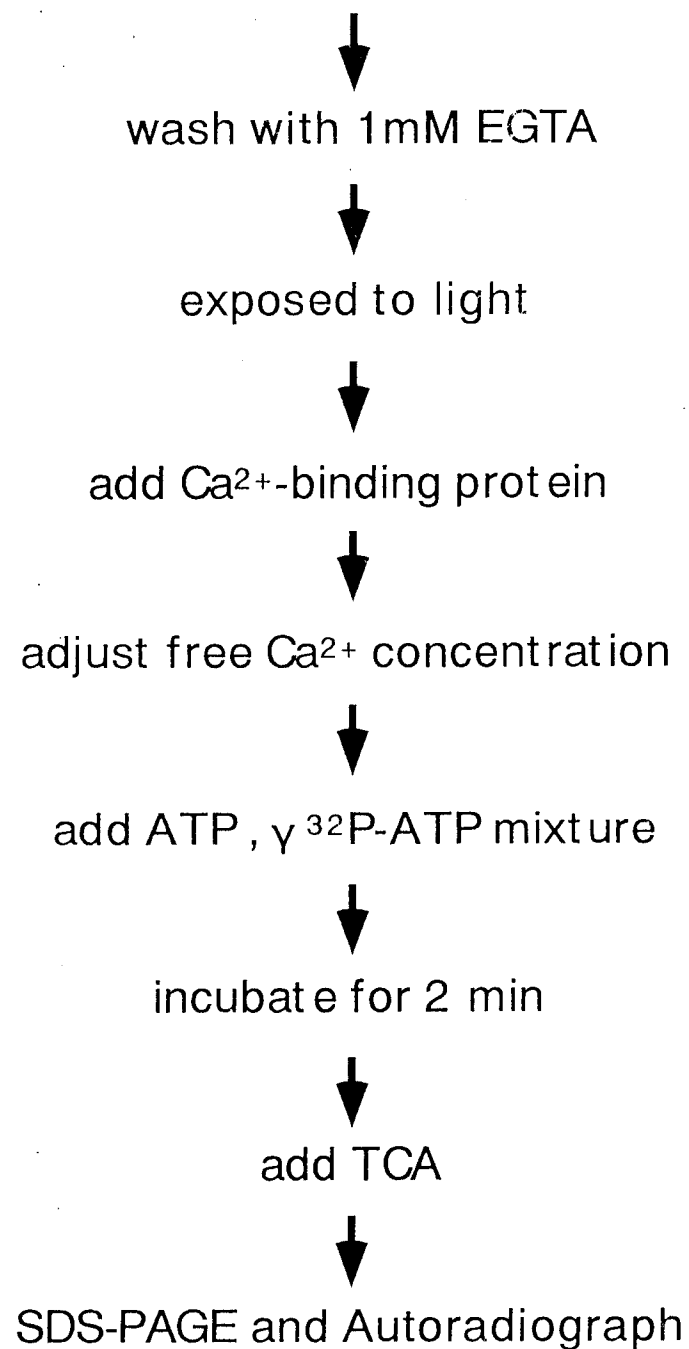 wash with 1mM EGTA
exposed to light
add Ca²⁺-binding protein
adjust free Ca²⁺ concentration
add ATP, γ ³²P-ATP mixture
incubate for 2 min
add TCA
SDS-PAGE and Autoradiograph